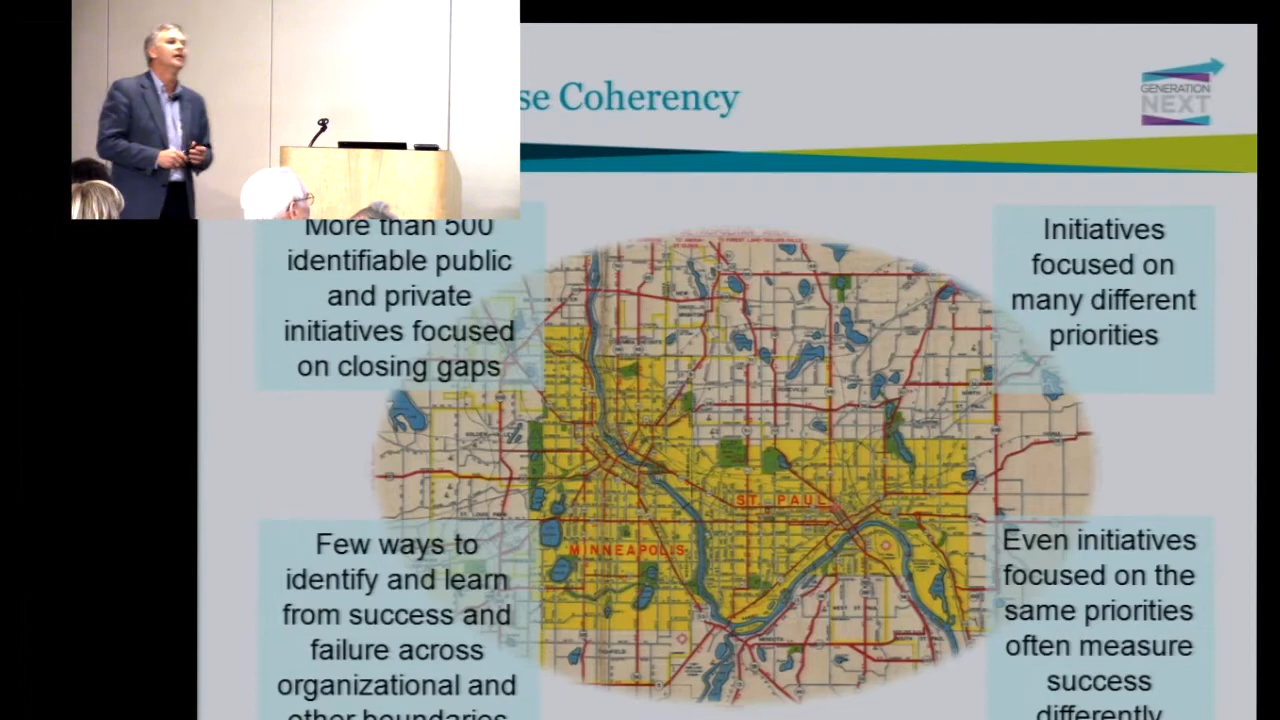 se Coherency
GENERATION
NEXT
More than 500
identifiable public
and private
initiatives focused
on closing gaps
Initiatives
focused on
many different
priorities
ST. PAUL
MINNEAPOLIS
Few ways to
identify and learn
from success and
failure across
organizational and
other boundaries
Even initiatives
focused on the
same priorities
often measure
success
differently